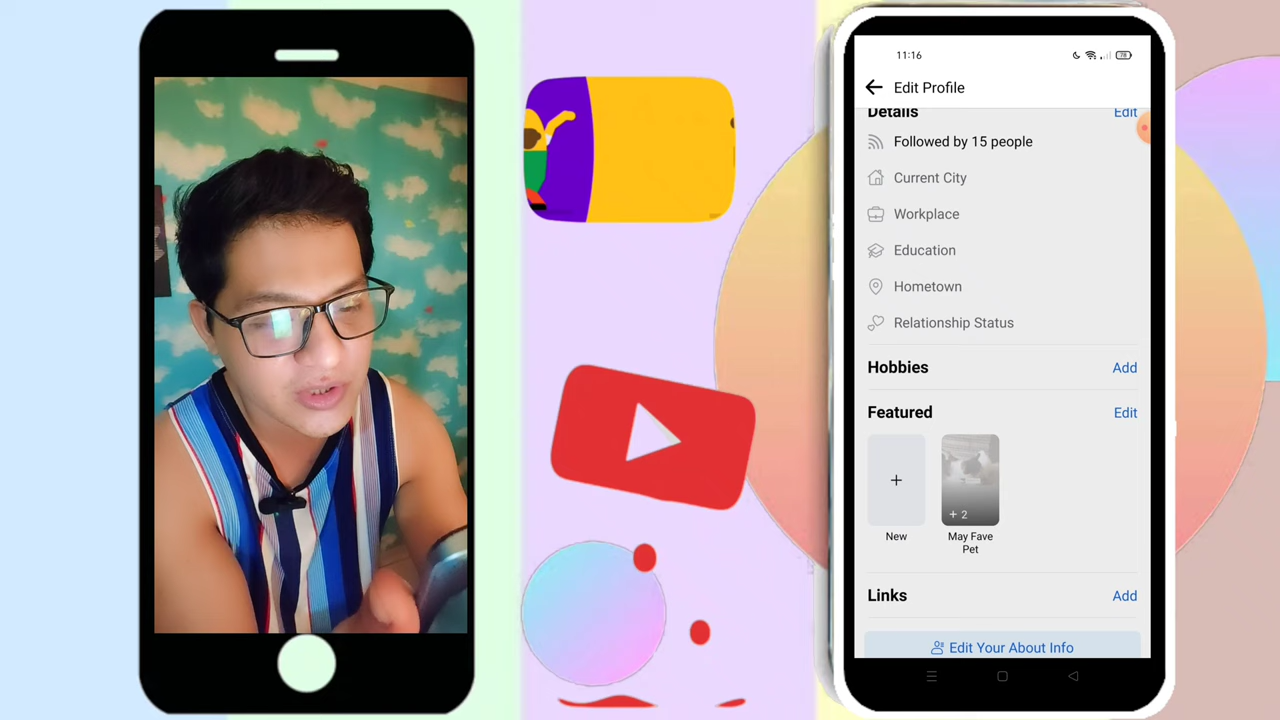 11:16
78
Edit Profile
Details
Edit
Followed by 15 people
Current City
Workplace
Education
Hometown
Relationship Status
Hobbies
Add
Featured
Edit
+
+ 2
New
May Fave
Pet
Links
Add
Edit Your About Info